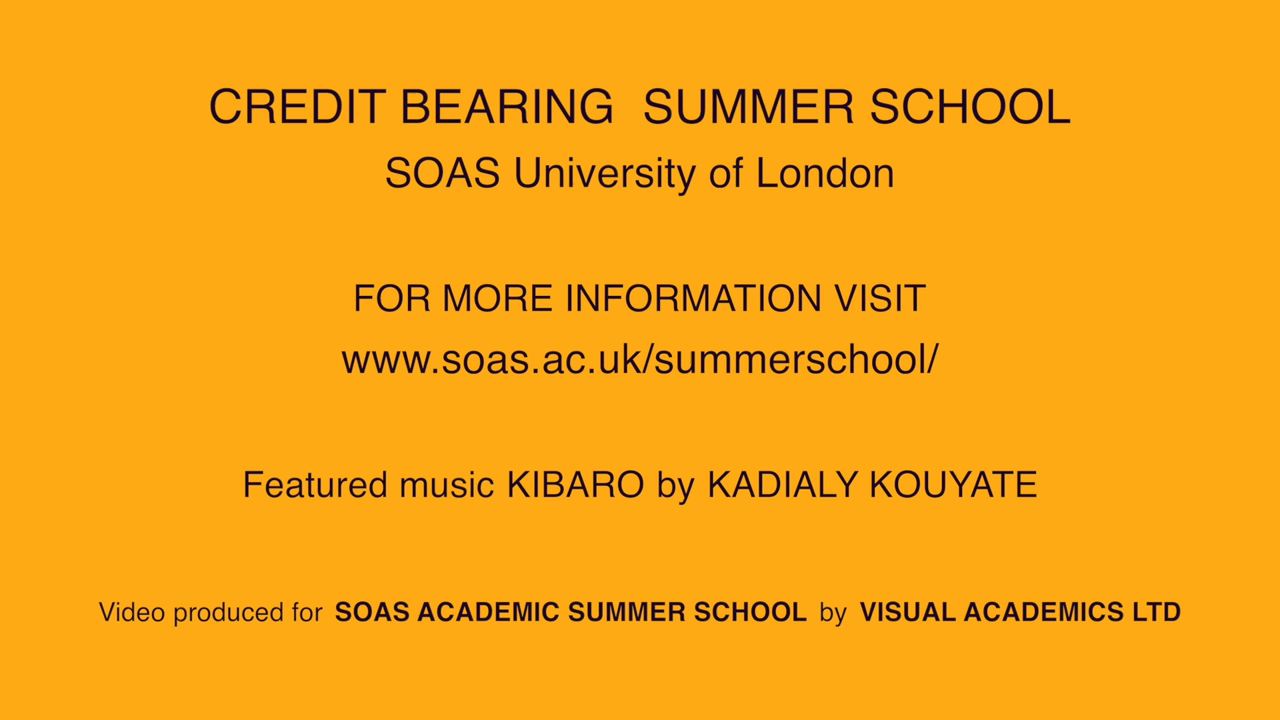 CREDIT BEARING SUMMER SCHOOL
SOAS University of London
FOR MORE INFORMATION VISIT
www.soas.ac.uk/summerschool/
Featured music KIBARO by KADIALY KOUYATE
Video produced for SOAS ACADEMIC SUMMER SCHOOL by VISUAL ACADEMICS LTD